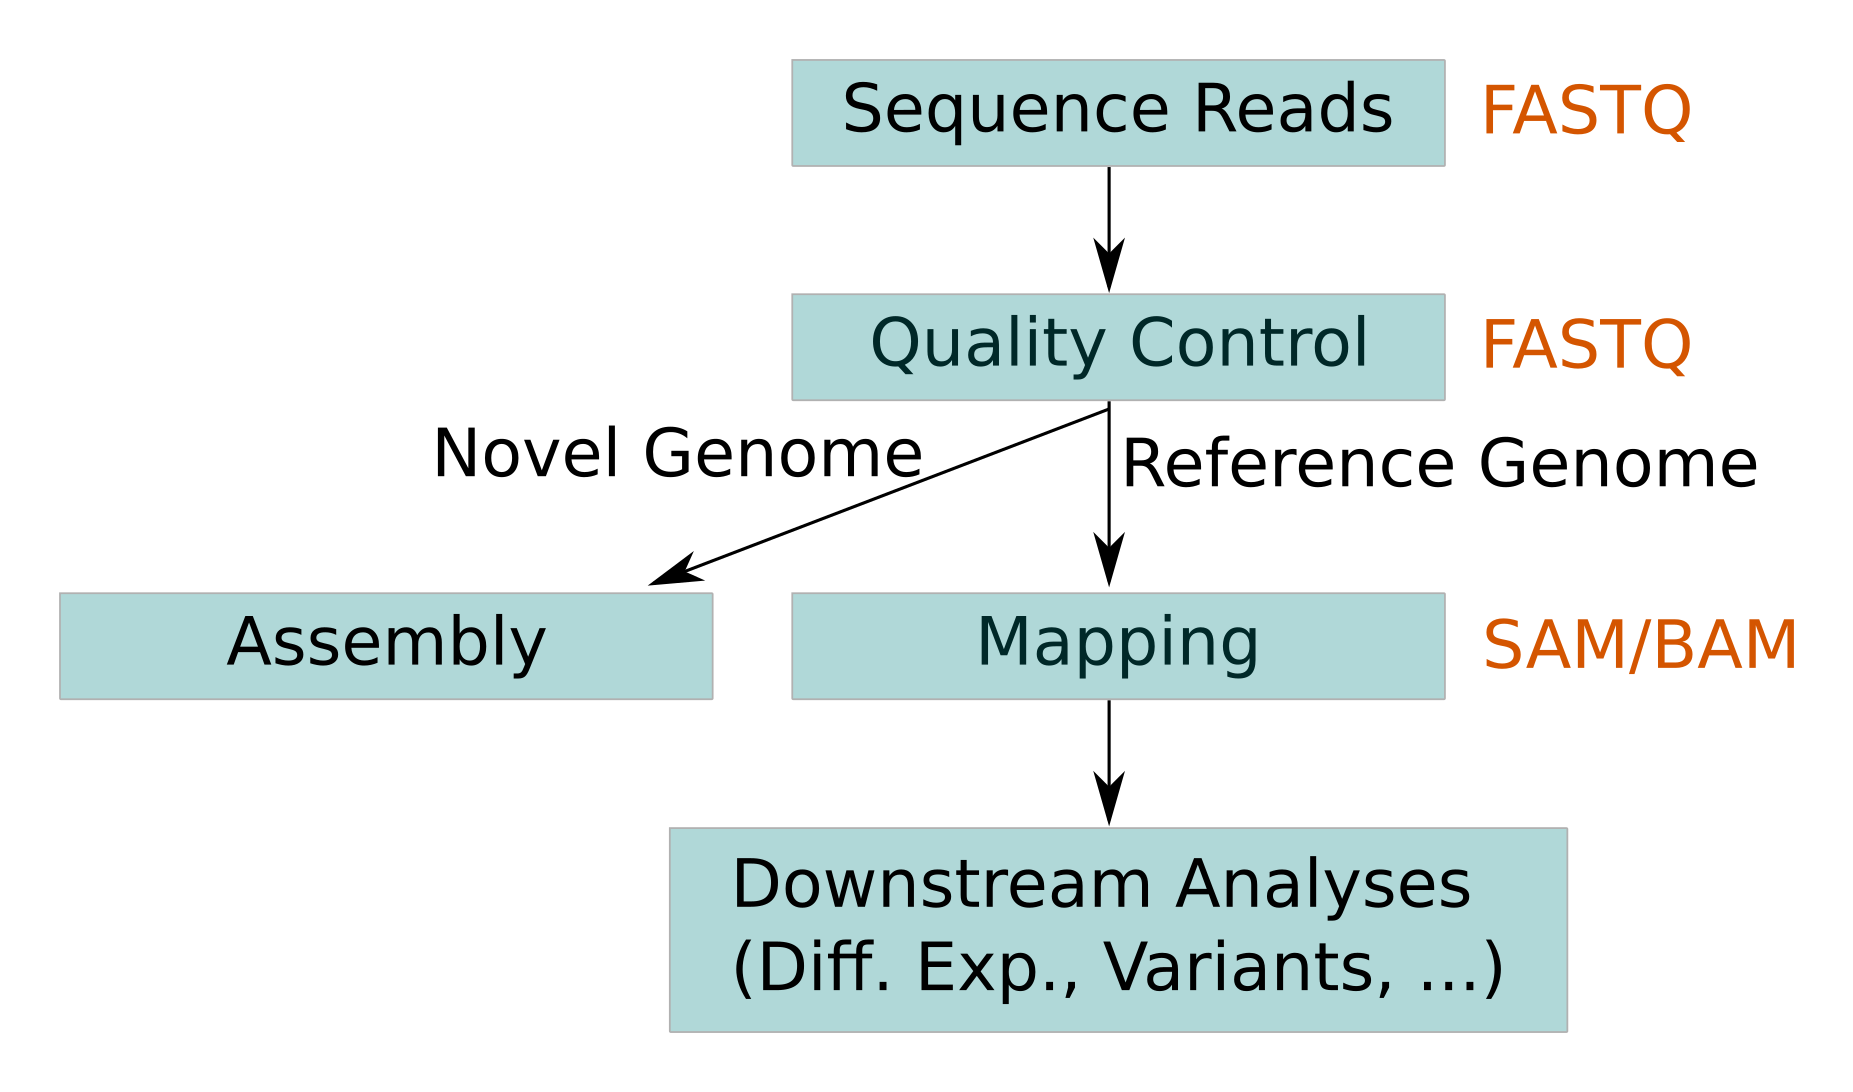 Sequence Reads
FASTQ
Quality Control
FASTQ
Novel Genome
Reference Genome
Assembly
Mapping
SAM/BAM
Downstream Analyses
(Diff. Exp., Variants, ...)